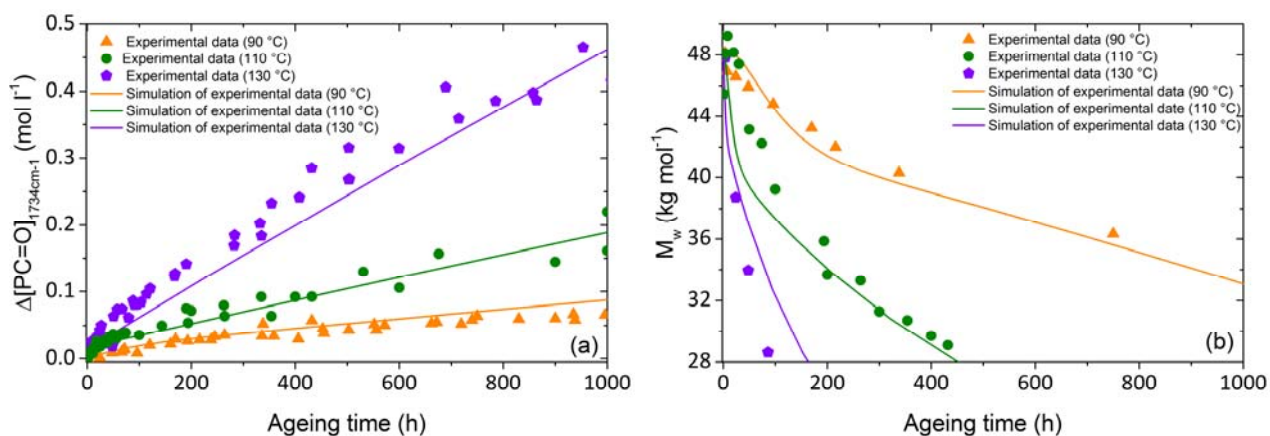 0.5
0.4
0.3
0.2
0.1
0.0
Δ[PC=O]1734cm-1 (mol l-1)
Experimental data (90 °C)
Experimental data (110 °C)
Experimental data (130 °C)
Simulation of experimental data (90 °C)
Simulation of experimental data (110 °C)
Simulation of experimental data (130 °C)
(a)
0 200 400 600 800 1000
Ageing time (h)
48
44
40
36
32
28
Mw (kg mol-1)
Experimental data (90 °C)
Experimental data (110 °C)
Experimental data (130 °C)
Simulation of experimental data (90 °C)
Simulation of experimental data (110 °C)
Simulation of experimental data (130 °C)
(b)
0 200 400 600 800 1000
Ageing time (h)